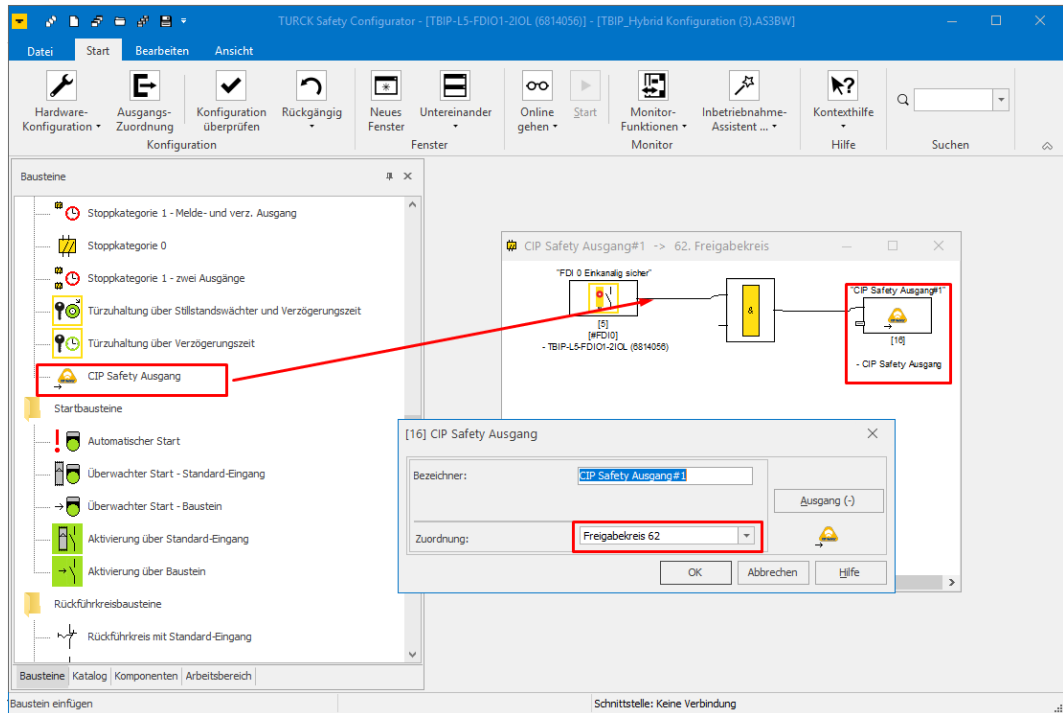 TURCK Safety Configurator - [TBIP-L5-FDIO1-2IOL (6814056)] - [TBIP_Hybrid Konfiguration (3).AS3BW]
Datei Start Bearbeiten Ansicht
Hardware-
Konfiguration
Ausgangs-
Zuordnung
Konfiguration
überprüfen
Rückgängig
Neues
Fenster
Untereinander
Online
gehen
Start
Monitor-
Funktionen
Inbetriebnahme-
Assistent ...
Kontexthilfe
Konfiguration
Fenster
Monitor
Hilfe
Suchen
Bausteine
Stoppkategorie 1 - Melde- und verz. Ausgang
Stoppkategorie 0
Stoppkategorie 1 - zwei Ausgänge
Türzuhaltung über Stillstandswächter und Verzögerungszeit
Türzuhaltung über Verzögerungszeit
CIP Safety Ausgang
Startbausteine
Automatischer Start
Überwachter Start - Standard-Eingang
Überwachter Start - Baustein
Aktivierung über Standard-Eingang
Aktivierung über Baustein
Rückführkreisbausteine
Rückführkreis mit Standard-Eingang
Bausteine Katalog Komponenten Arbeitsbereich
CIP Safety Ausgang#1 -> 62. Freigabekreis
"FDI 0 Einkanalig sicher"
[5]
[#FDI0]
- TBIP-L5-FDIO1-2IOL (6814056)
&
"CIP Safety Ausgang#1"
[16]
- CIP Safety Ausgang
[16] CIP Safety Ausgang
Bezeichner:
CIP Safety Ausgang#1
Ausgang (-)
Zuordnung:
Freigabekreis 62
OK Abbrechen Hilfe
Baustein einfügen
Schnittstelle: Keine Verbindung